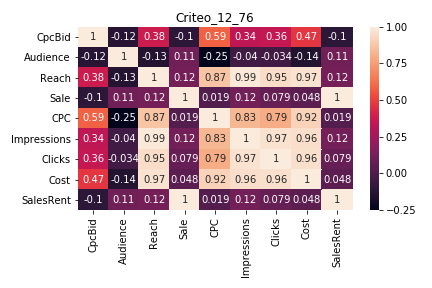 Criteo_12_76
CpcBid 1 -0.12 0.38 -0.1 0.59 0.34 0.36 0.47 -0.1
Audience -0.12 1 -0.13 0.11 -0.25 -0.04 -0.034 -0.14 0.11
Reach 0.38 -0.13 1 0.12 0.87 0.99 0.95 0.97 0.12
Sale -0.1 0.11 0.12 1 0.019 0.12 0.079 0.048 1
CPC 0.59 -0.25 0.87 0.019 1 0.83 0.79 0.92 0.019
Impressions 0.34 -0.04 0.99 0.12 0.83 1 0.97 0.96 0.12
Clicks 0.36 -0.034 0.95 0.079 0.79 0.97 1 0.96 0.079
Cost 0.47 -0.14 0.97 0.048 0.92 0.96 0.96 1 0.048
SalesRent -0.1 0.11 0.12 1 0.019 0.12 0.079 0.048 1
CpcBid
Audience
Reach
Sale
CPC
Impressions
Clicks
Cost
SalesRent
1.00
0.75
0.50
0.25
0.00
-0.25